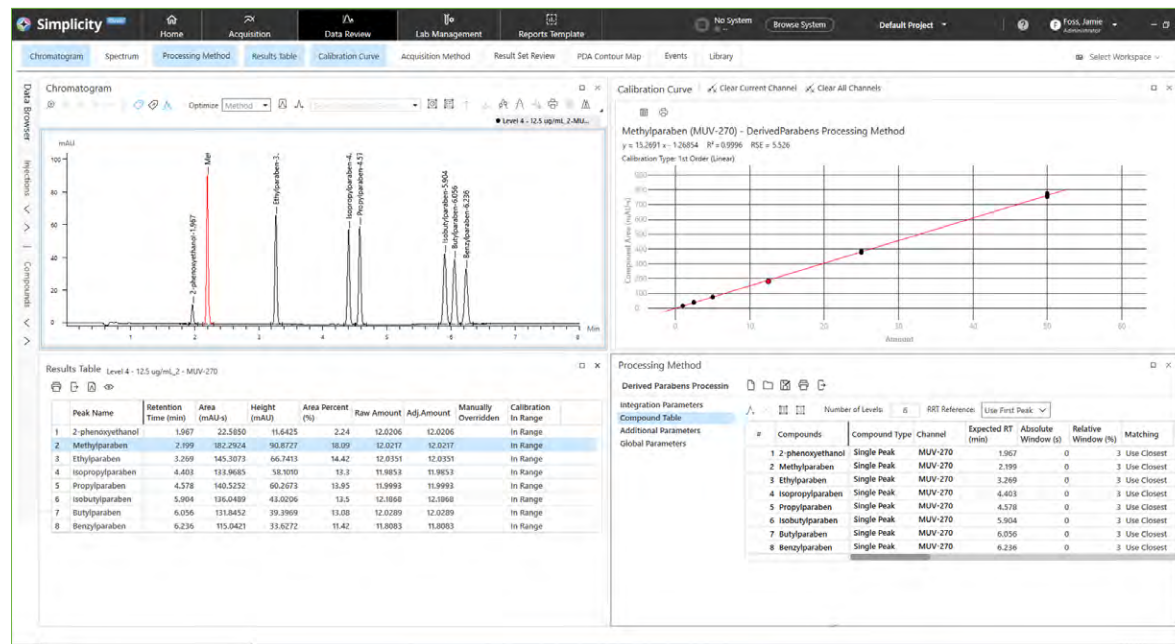 Simplicity
Home
Acquisition
Data Review
Lab Management
Reports Template
No System
Browse System
Default Project
Foss, Jamie
Administrator
Chromatogram Spectrum Processing Method Results Table Calibration Curve Acquisition Method Result Set Review PDA Contour Map Events Library Select Workspace
Data Browser
Injections
Compounds
Chromatogram
Optimize Method
Level 4 - 12.5 ug/mL_2-MU...
mAU
100
80
60
40
20
0
2-phenoxyethanol-1.967
Met
Ethylparaben-3.
Isopropylparaben-4.
Propylparaben-4.57
Isobutylparaben-5.904
Butylparaben-6.056
Benzylparaben-6.236
1 2 3 4 5 6 7 8 Min
Calibration Curve Clear Current Channel Clear All Channels
Methylparaben (MUV-270) - DerivedParabens Processing Method
y = 15.2691 x - 1.26854 R² = 0.9996 RSE = 5.526
Calibration Type: 1st Order (Linear)
900
800
700
600
500
400
300
200
100
0
0 10 20 30 40 50 60
Amount
Results Table Level 4 - 12.5 ug/mL_2 - MUV-270
Peak Name Retention Time (min) Area (mAU·s) Height (mAU) Area Percent (%) Raw Amount Adj.Amount Manually Overridden Calibration In Range
1 2-phenoxyethanol 1.967 22.5850 11.6425 2.24 12.0206 12.0206 In Range
2 Methylparaben 2.199 182.2924 90.8727 18.09 12.0217 12.0217 In Range
3 Ethylparaben 3.269 145.3073 66.7413 14.42 12.0351 12.0351 In Range
4 Isopropylparaben 4.403 133.9685 58.1010 13.3 11.9853 11.9853 In Range
5 Propylparaben 4.578 140.5252 60.2673 13.95 11.9993 11.9993 In Range
6 Isobutylparaben 5.904 136.0489 43.0206 13.5 12.1868 12.1868 In Range
7 Butylparaben 6.056 131.8452 39.3969 13.08 12.0289 12.0289 In Range
8 Benzylparaben 6.236 115.0421 33.6272 11.42 11.8083 11.8083 In Range
Processing Method
Derived Parabens Processin
Integration Parameters
Compound Table
Additional Parameters
Global Parameters
Number of Levels: 6 RRT Reference: Use First Peak
# Compounds Compound Type Channel Expected RT (min) Absolute Window (s) Relative Window (%) Matching
1 2-phenoxyethanol Single Peak MUV-270 1.967 0 3 Use Closest
2 Methylparaben Single Peak MUV-270 2.199 0 3 Use Closest
3 Ethylparaben Single Peak MUV-270 3.269 0 3 Use Closest
4 Isopropylparaben Single Peak MUV-270 4.403 0 3 Use Closest
5 Propylparaben Single Peak MUV-270 4.578 0 3 Use Closest
6 Isobutylparaben Single Peak MUV-270 5.904 0 3 Use Closest
7 Butylparaben Single Peak MUV-270 6.056 0 3 Use Closest
8 Benzylparaben Single Peak MUV-270 6.236 0 3 Use Closest